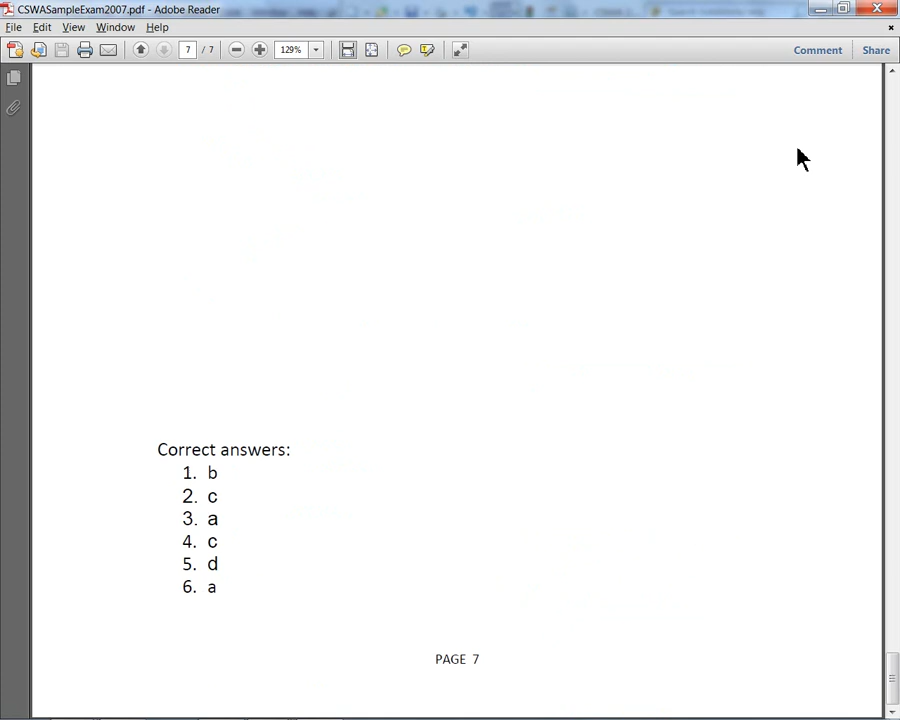 CSWASampleExam2007.pdf - Adobe Reader
File Edit View Window Help
7 / 7 129% Comment Share
Correct answers:
1. b
2. c
3. a
4. c
5. d
6. a
PAGE 7